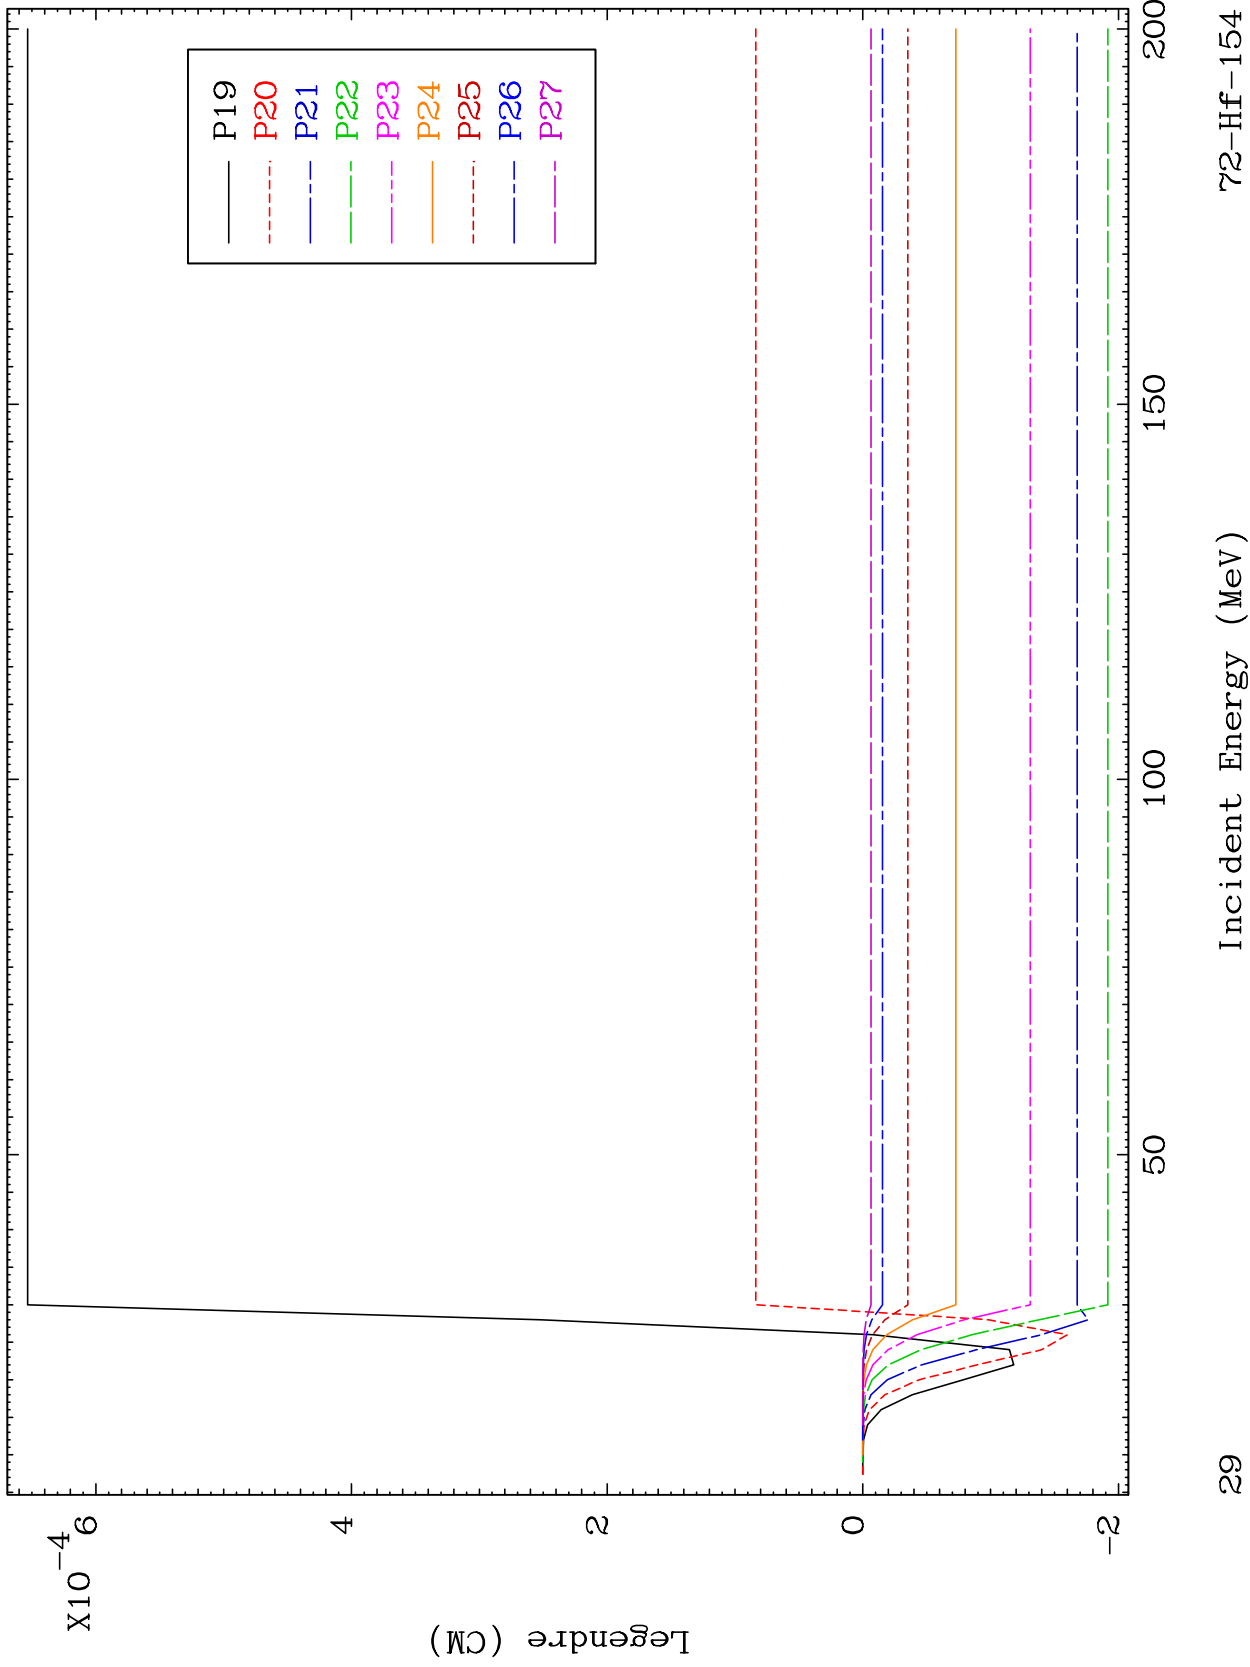 X10-4
6
4
2
0
-2
Legendre (CM)
P19
P20
P21
P22
P23
P24
P25
P26
P27
50
100
150
200
29
Incident Energy (MeV)
72-Hf-154